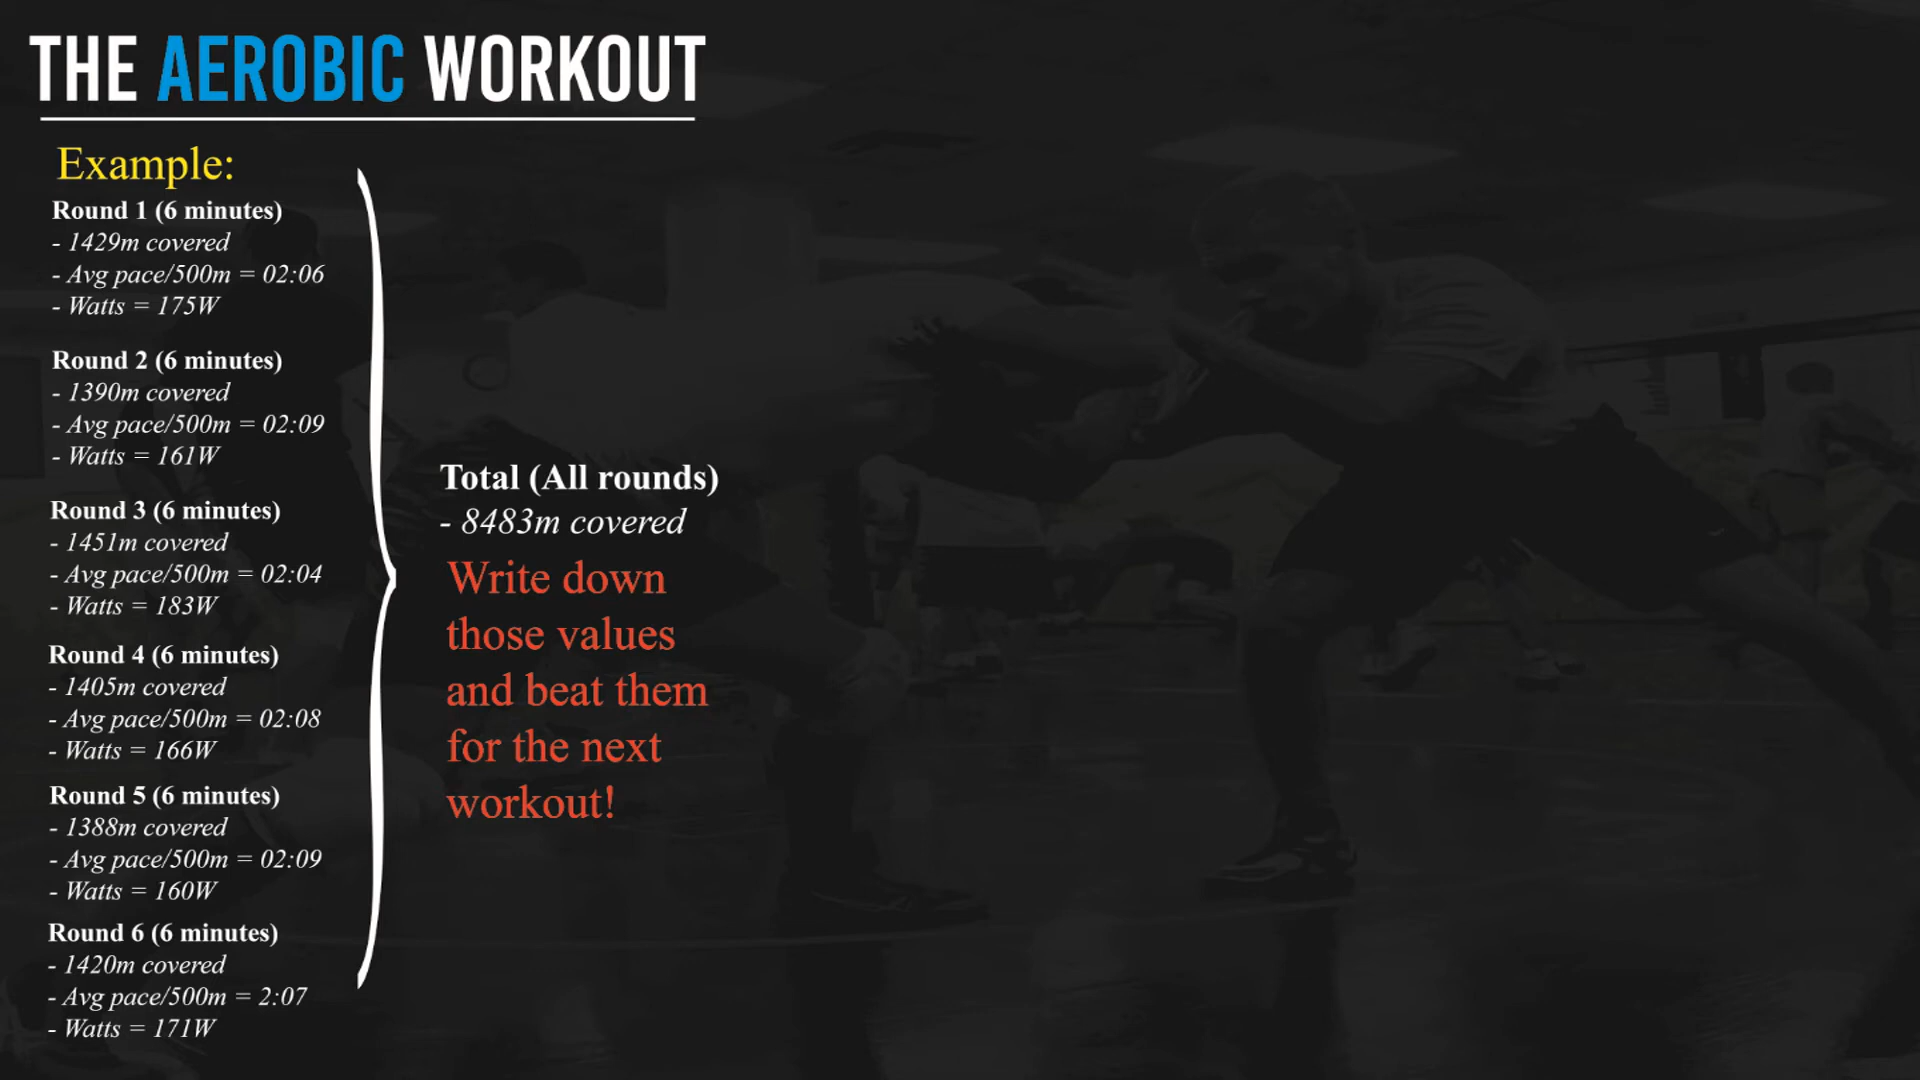 THE AEROBIC WORKOUT
Example:
Round 1 (6 minutes)
- 1429m covered
- Avg pace/500m = 02:06
- Watts = 175W
Round 2 (6 minutes)
- 1390m covered
- Avg pace/500m = 02:09
- Watts = 161W
Round 3 (6 minutes)
- 1451m covered
- Avg pace/500m = 02:04
- Watts = 183W
Round 4 (6 minutes)
- 1405m covered
- Avg pace/500m = 02:08
- Watts = 166W
Round 5 (6 minutes)
- 1388m covered
- Avg pace/500m = 02:09
- Watts = 160W
Round 6 (6 minutes)
- 1420m covered
- Avg pace/500m = 2:07
- Watts = 171W
Total (All rounds)
- 8483m covered
Write down
those values
and beat them
for the next
workout!